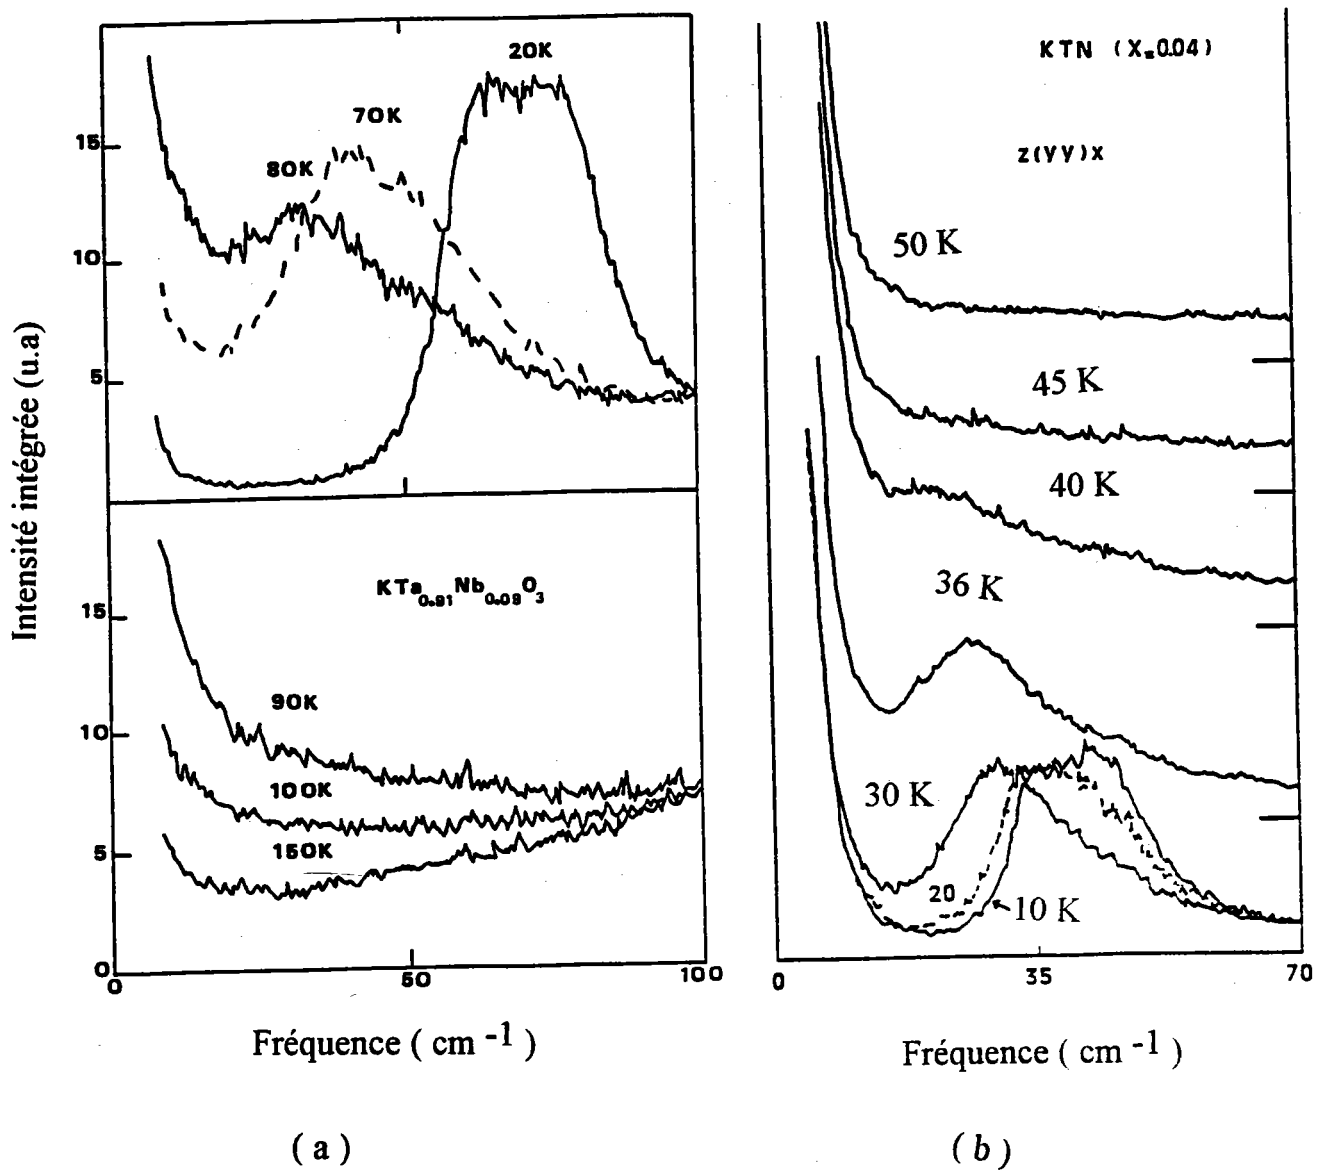 Intensité intégrée (u.a)
20K
70K
80K
15
10
5
KTa0.91Nb0.09O3
15
90K
10
100K
150K
5
0
0
50
100
Fréquence ( cm -1 )
( a )
KTN (X=0.04)
z(yy)x
50 K
45 K
40 K
36 K
30 K
20
10 K
0
35
70
Fréquence ( cm -1 )
( b )